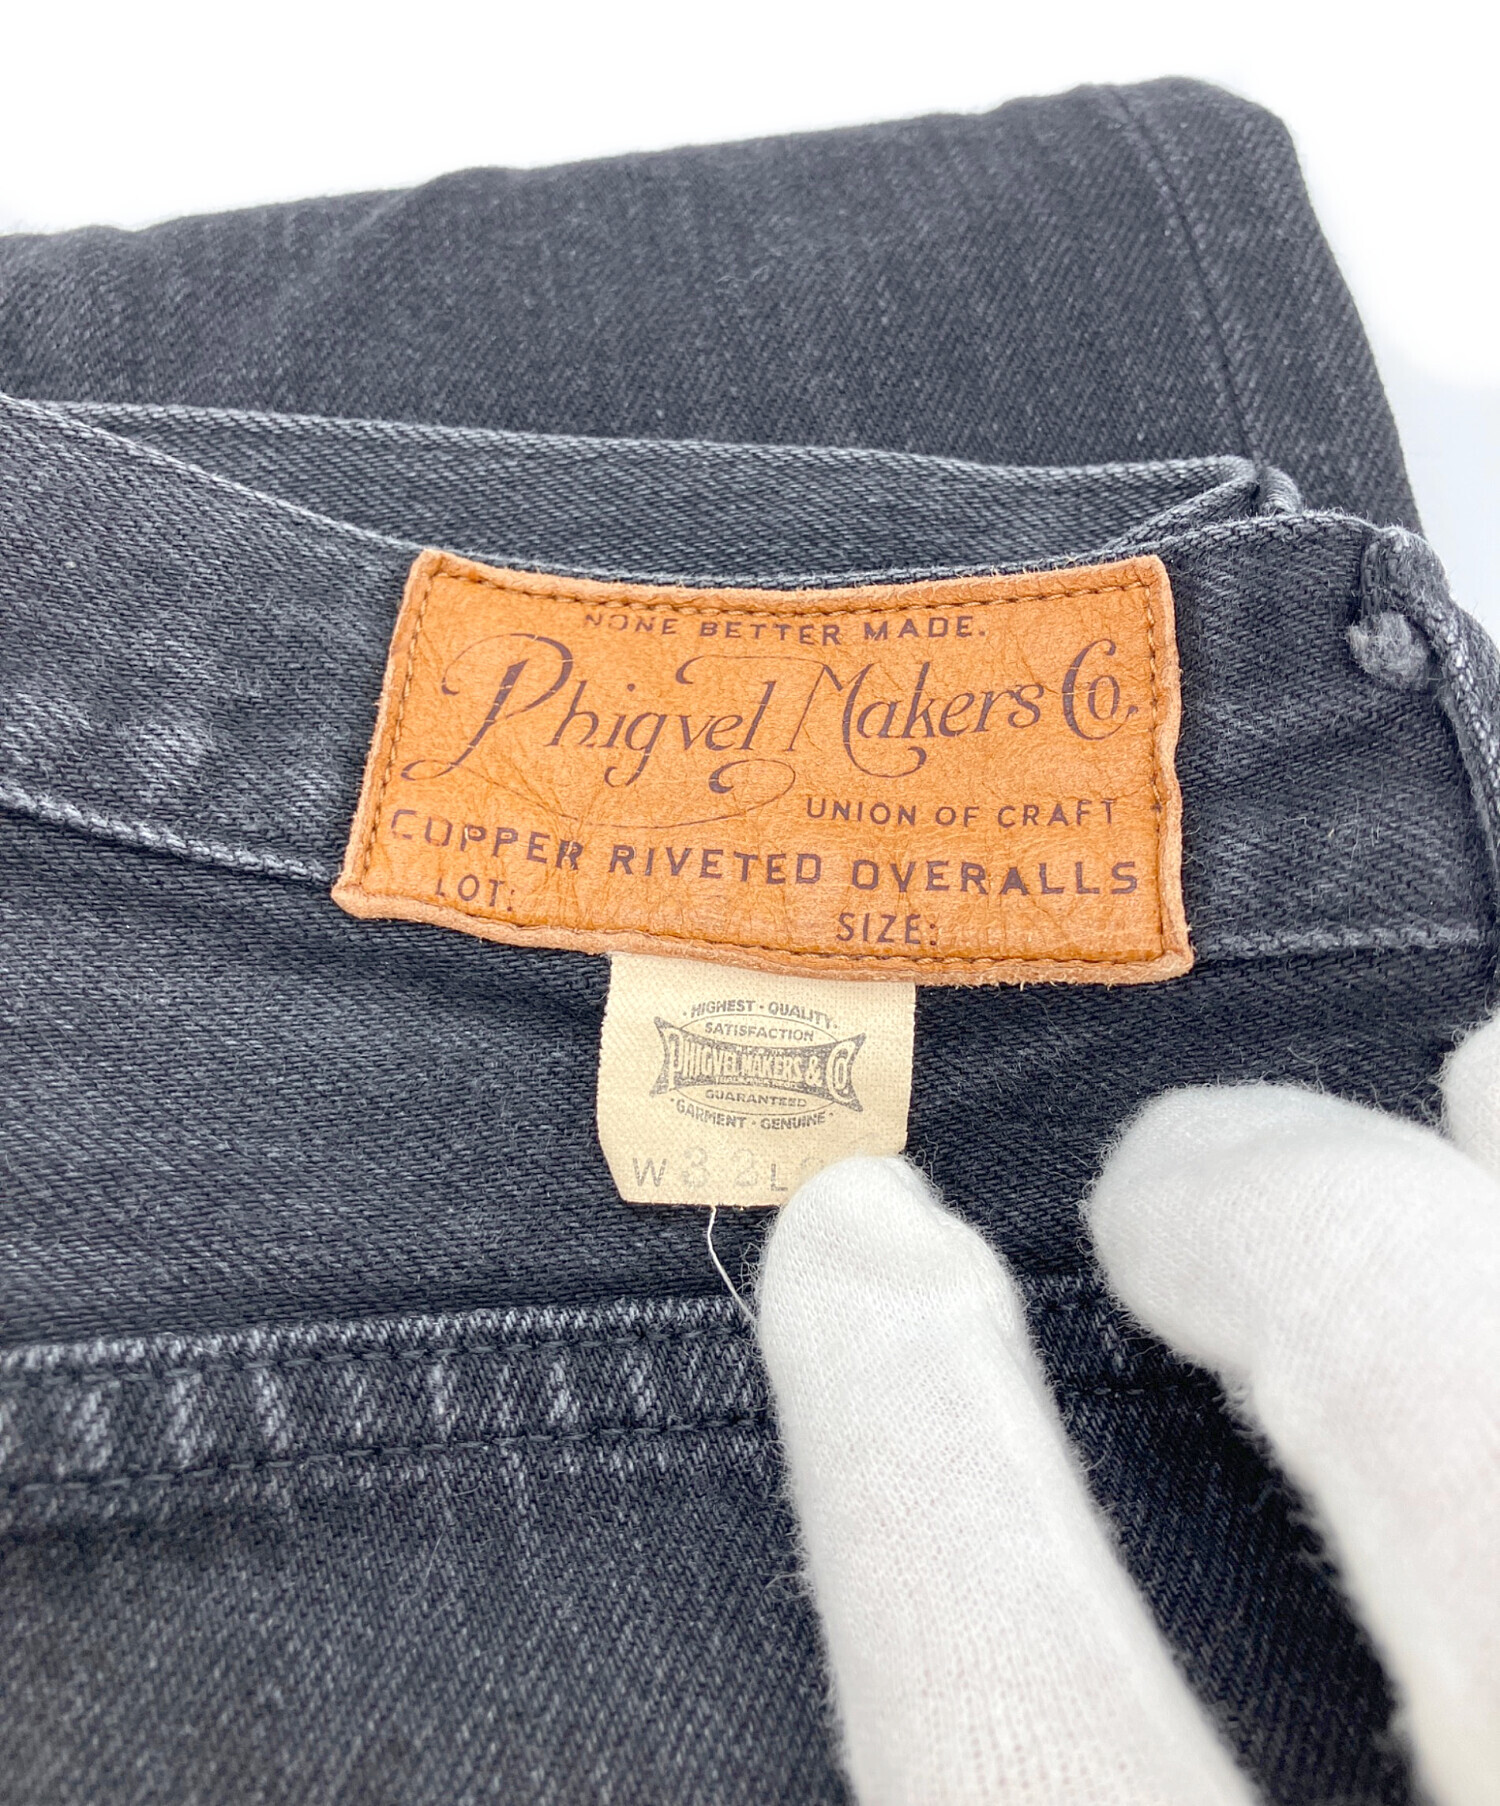 NONE BETTER MADE.
Phigvel Makers Co.
UNION OF CRAFT
COPPER RIVETED OVERALLS
LOT: SIZE:
HIGHEST · QUALITY
SATISFACTION
PHIGVEL MAKERS & Co
GUARANTEED
GARMENT · GENUINE
W 33 L